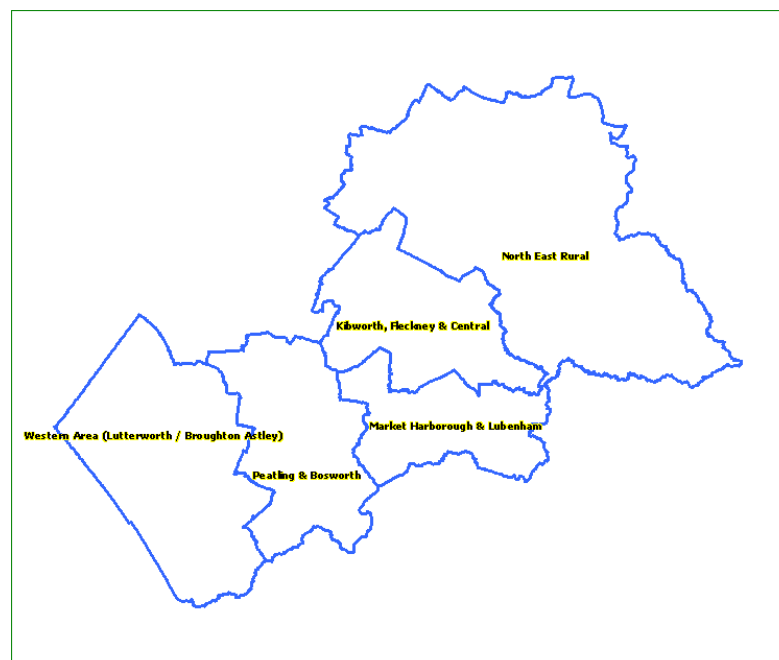 North East Rural
Kibworth, Fleckney & Central
Market Harborough & Lubenham
Western Area (Lutterworth / Broughton Astley)
Peatling & Bosworth